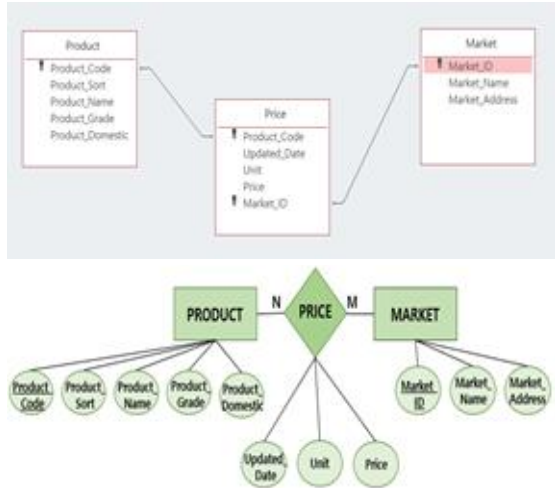 Product
Product_Code
Product_Sort
Product_Name
Product_Grade
Product_Domestic
Price
Product_Code
Updated_Date
Unit
Price
Market_ID
Market
Market_ID
Market_Name
Market_Address
PRODUCT
N
PRICE
M
MARKET
Product_
Code
Product_
Sort
Product_
Name
Product_
Grade
Product_
Domestic
Market_
ID
Market_
Name
Market_
Address
Updated_
Date
Unit
Price